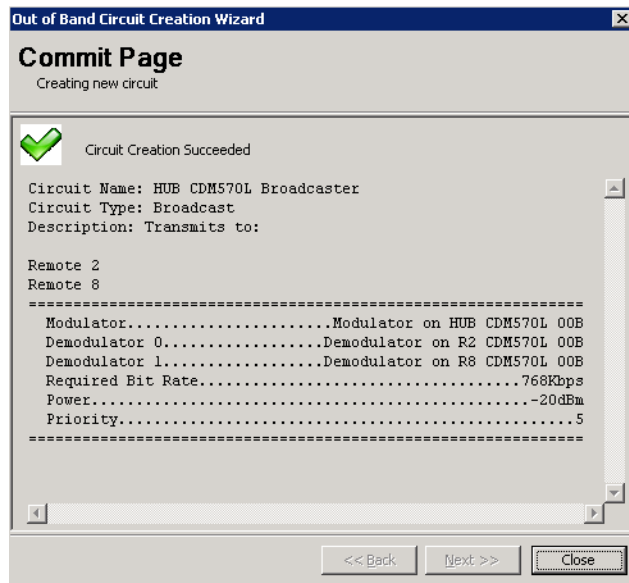 Out of Band Circuit Creation Wizard
Commit Page
Creating new circuit
Circuit Creation Succeeded
Circuit Name: HUB CDM570L Broadcaster
Circuit Type: Broadcast
Description: Transmits to:
Remote 2
Remote 8
==============================================================
Modulator.......................Modulator on HUB CDM570L OOB
Demodulator 0..................Demodulator on R2 CDM570L OOB
Demodulator 1..................Demodulator on R8 CDM570L OOB
Required Bit Rate....................................768Kbps
Power.................................................-20dBm
Priority...................................................5
==============================================================
<< Back Next >> Close